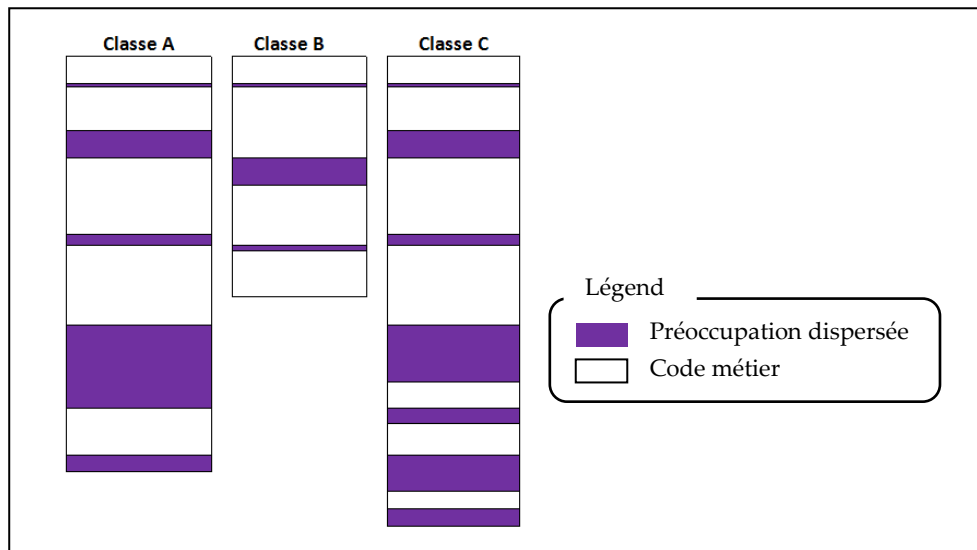 Classe A
Classe B
Classe C
Légend
Préoccupation dispersée
Code métier